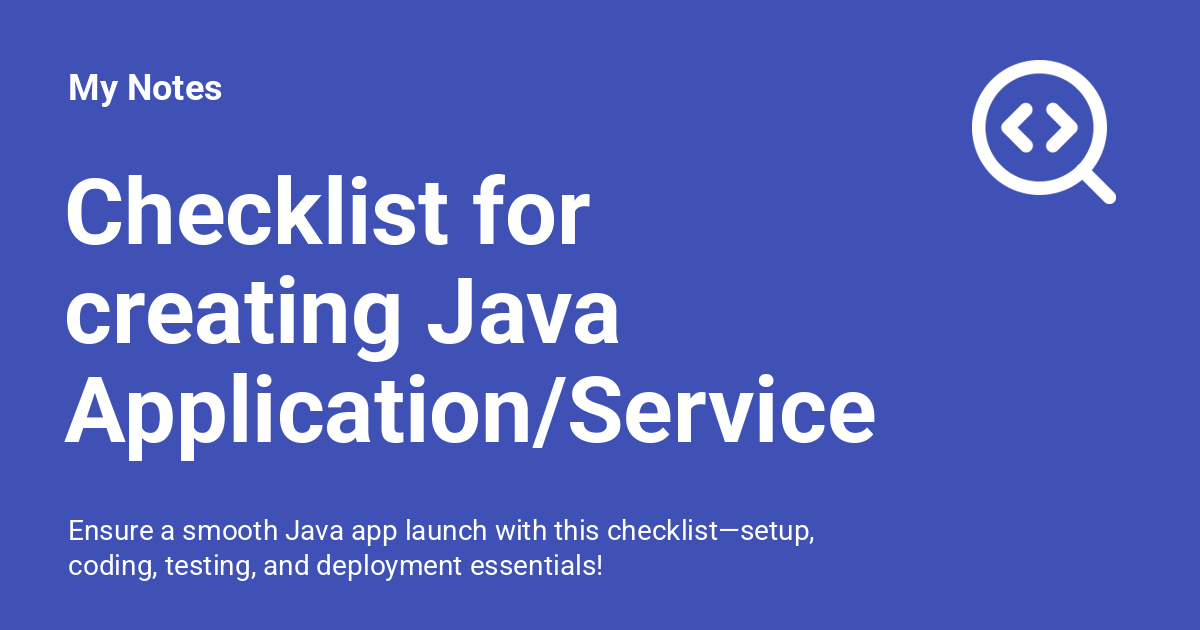 My Notes
Checklist for
creating Java
Application/Service
Ensure a smooth Java app launch with this checklist—setup,
coding, testing, and deployment essentials!